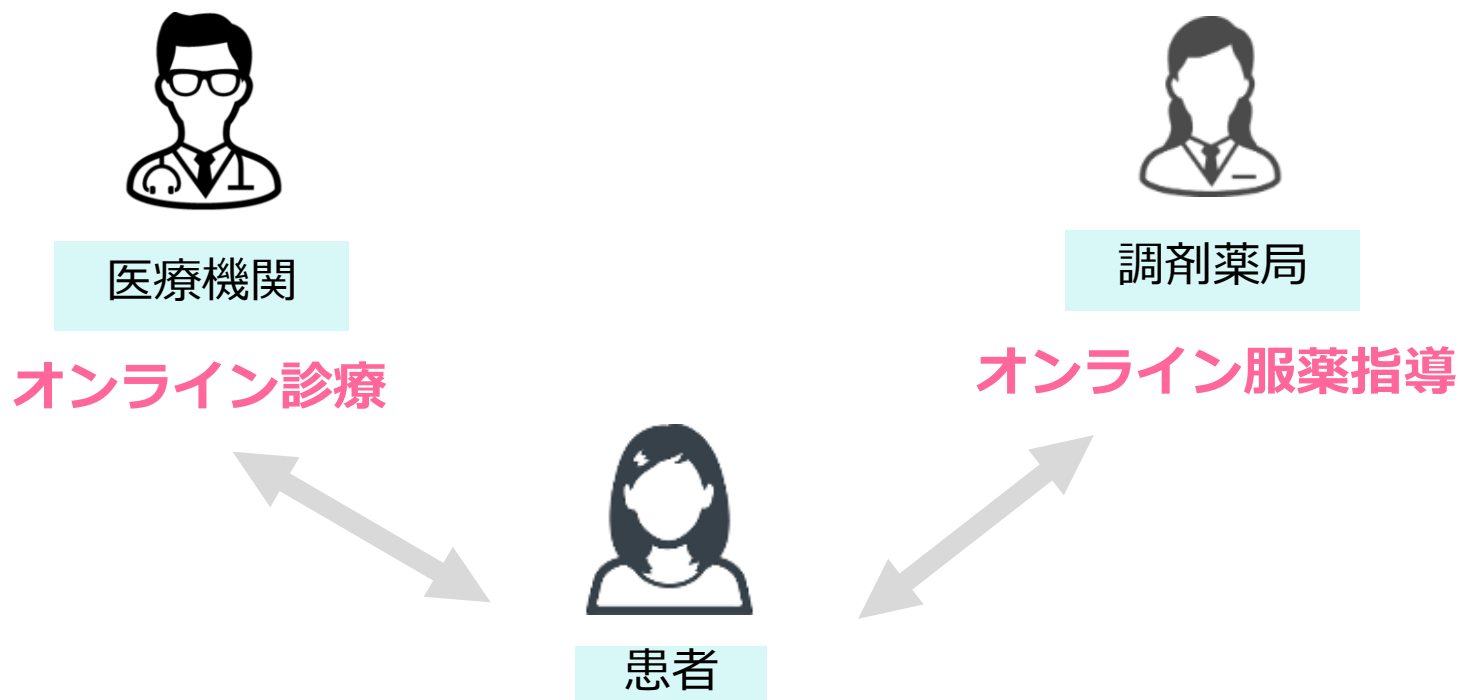 医療機関
調剤薬局
オンライン診療
オンライン服薬指導
患者